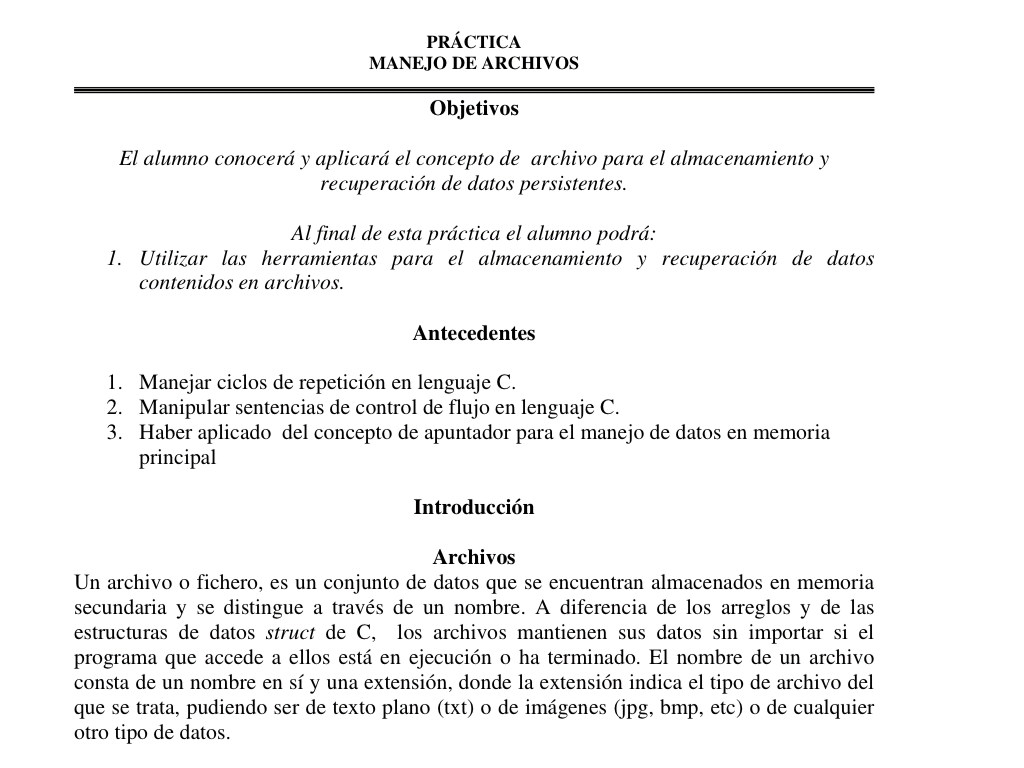 PRÁCTICA
MANEJO DE ARCHIVOS
Objetivos
El alumno conocerá y aplicará el concepto de  archivo para el almacenamiento y
recuperación de datos persistentes.
Al final de esta práctica el alumno podrá:
1. Utilizar las herramientas para el almacenamiento y recuperación de datos
contenidos en archivos.
Antecedentes
1. Manejar ciclos de repetición en lenguaje C.
2. Manipular sentencias de control de flujo en lenguaje C.
3. Haber aplicado  del concepto de apuntador para el manejo de datos en memoria
principal
Introducción
Archivos
Un archivo o fichero, es un conjunto de datos que se encuentran almacenados en memoria
secundaria y se distingue a través de un nombre. A diferencia de los arreglos y de las
estructuras de datos struct de C,  los archivos mantienen sus datos sin importar si el
programa que accede a ellos está en ejecución o ha terminado. El nombre de un archivo
consta de un nombre en sí y una extensión, donde la extensión indica el tipo de archivo del
que se trata, pudiendo ser de texto plano (txt) o de imágenes (jpg, bmp, etc) o de cualquier
otro tipo de datos.